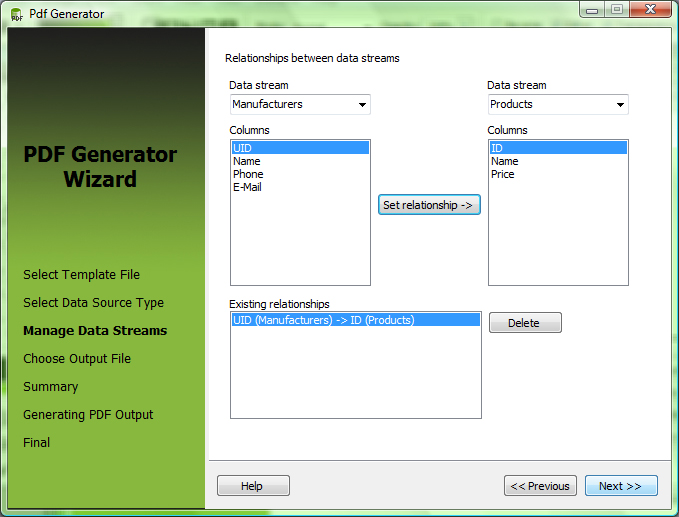 Pdf Generator
PDF Generator
Wizard
Select Template File
Select Data Source Type
Manage Data Streams
Choose Output File
Summary
Generating PDF Output
Final
Relationships between data streams
Data stream
Manufacturers
Columns
UID
Name
Phone
E-Mail
Set relationship ->
Data stream
Products
Columns
ID
Name
Price
Existing relationships
UID (Manufacturers) -> ID (Products)
Delete
Help
<< Previous
Next >>